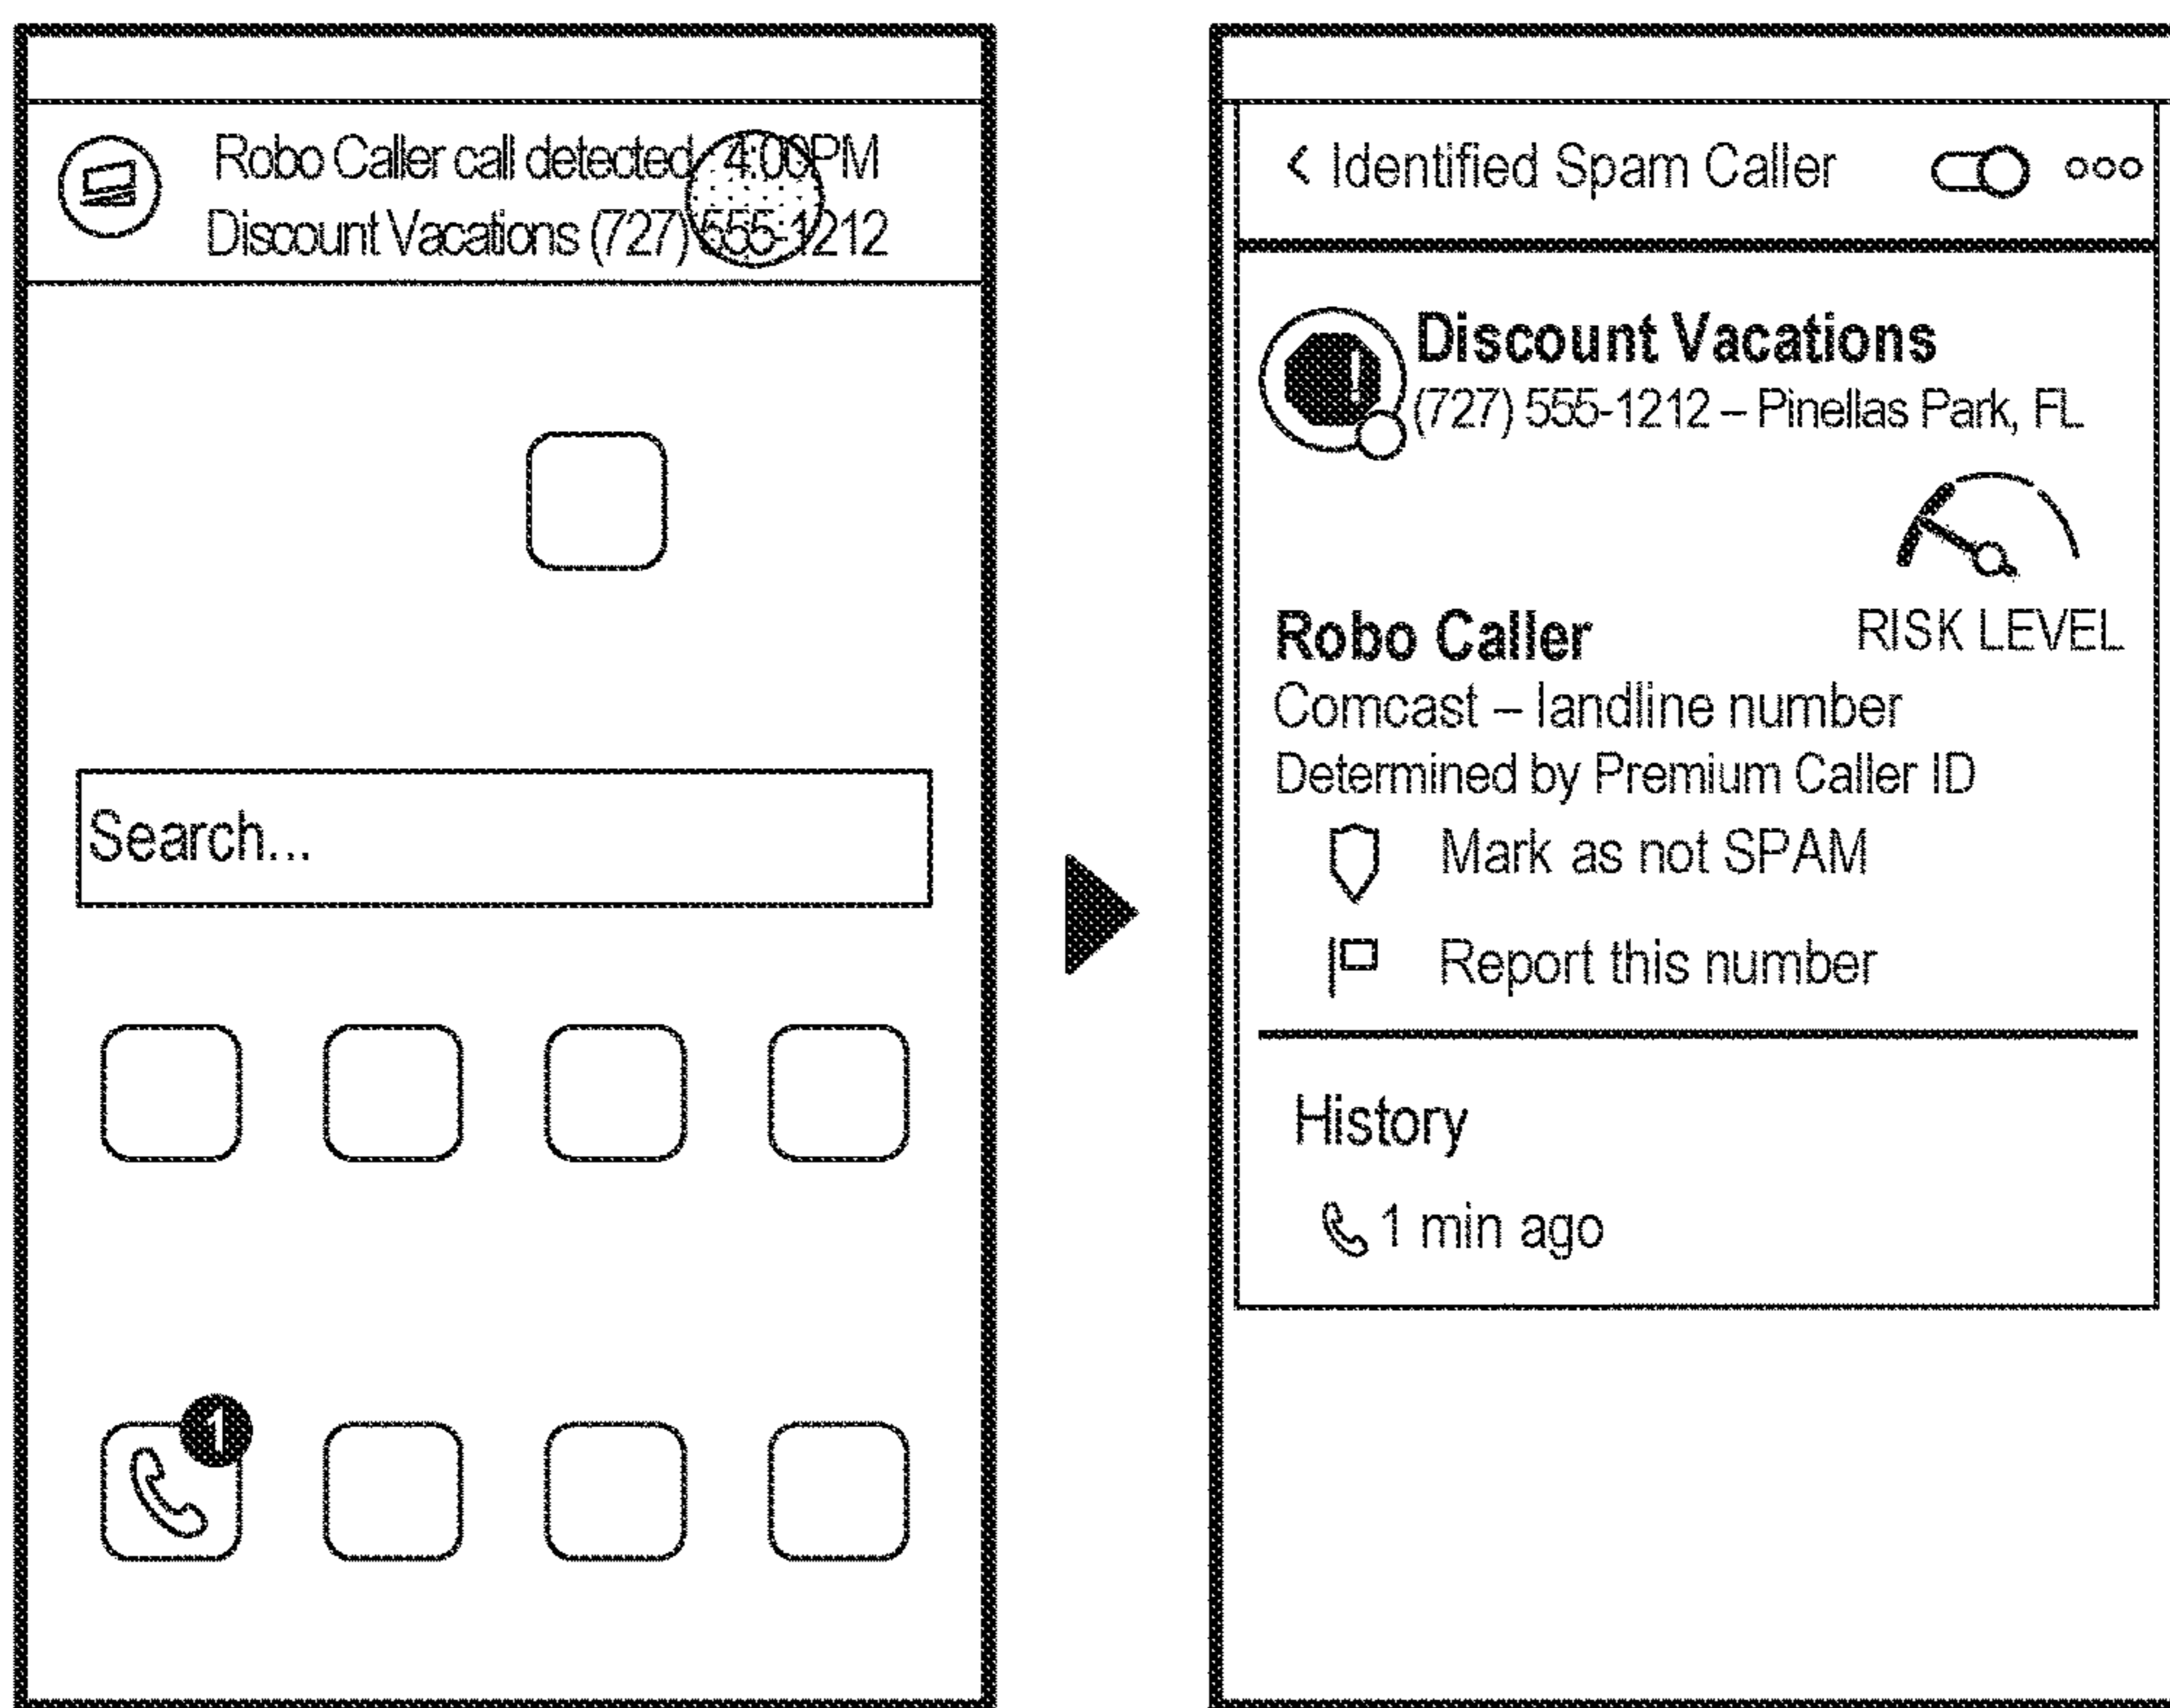 Robo Caller call detected 4:00PM
Discount Vacations (727) 555-1212
Search...
1
< Identified Spam Caller
!
Discount Vacations
(727) 555-1212 – Pinellas Park, FL
RISK LEVEL
Robo Caller
Comcast – landline number
Determined by Premium Caller ID
Mark as not SPAM
Report this number
History
1 min ago